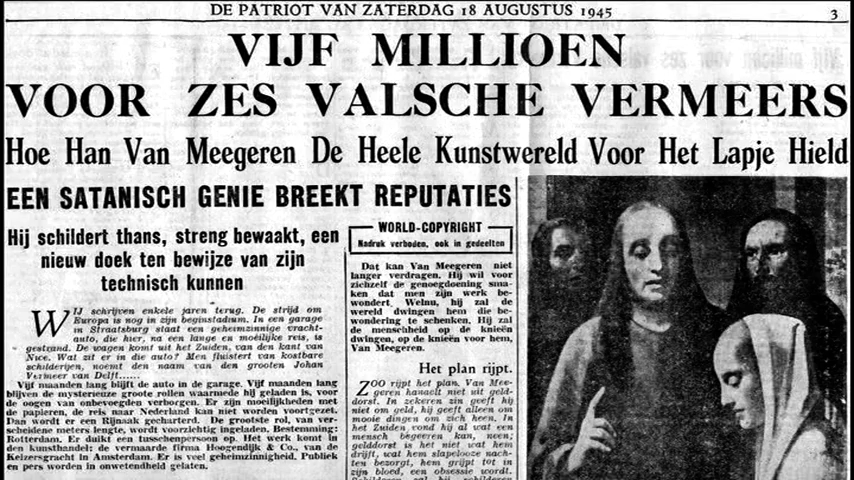 DE PATRIOT VAN ZATERDAG 18 AUGUSTUS 1945
3
VIJF MILLIOEN
VOOR ZES VALSCHE VERMEERS
Hoe Han Van Meegeren De Heele Kunstwereld Voor Het Lapje Hield
EEN SATANISCH GENIE BREEKT REPUTATIES
Hij schildert thans, streng bewaakt, een
nieuw doek ten bewijze van zijn
technisch kunnen
WIJ schrijven enkele jaren terug. De strijd om
Europa is nog in zijn beginstadium. In een garage
in Straatsburg staat een geheimzinnige vracht-
auto, die hier, na een lange en moeilijke reis, is
gestrand. De wagen komt uit het Zuiden, van den kant van
Nice. Wat zit er in die auto? Men fluistert van kostbare
schilderijen, noemt den naam van den grooten Johan
Vermeer van Delft......
Vijf maanden lang blijft de auto in de garage. Vijf maanden lang
blijven de mysterieuze groote rollen waarmede hij geladen is, voor
de oogen van onbevoegden verborgen. Er zijn moeilijkheden met
de papieren, de reis naar Nederland kan niet worden voortgezet.
Dan wordt er een Rijnaak gecharterd. De grootste rol, van ver-
scheidene meters lengte, wordt voorzichtig ingeladen. Bestemming:
Rotterdam. Er duikt een tusschenpersoon op. Het werk komt in
den kunsthandel: de vermaarde firma Hoogendijk & Co., van de
Keizersgracht in Amsterdam. Er is veel geheimzinnigheid. Publiek
en pers worden in onwetendheid gelaten.
WORLD-COPYRIGHT
Nadruk verboden, ook in gedeelten
Dat kan Van Meegeren niet
langer verdragen. Hij wil voor
zichzelf de genoegdoening sma-
ken dat men zijn werk be-
wondert. Welnu, hij zal de
wereld dwingen hem die be-
wondering te schenken. Hij zal
de menschheid op de knieën
dwingen, op de knieën voor hem,
Van Meegeren.
Het plan rijpt.
ZOO rijpt het plan. Van Mee-
geren hanaelt niet uit geld-
dorst. In zekeren zin geeft hij
niet om geld, hij geeft alleen om
mooie dingen om zich heen. In
het Zuiden vond hij al wat een
mensch begeeren kan, neen;
gelddorst is het niet wat hem
drijft, wat hem slapelooze nach-
ten bezorgt, hem grijpt tot in
zijn bloed, een obsessie wordt.